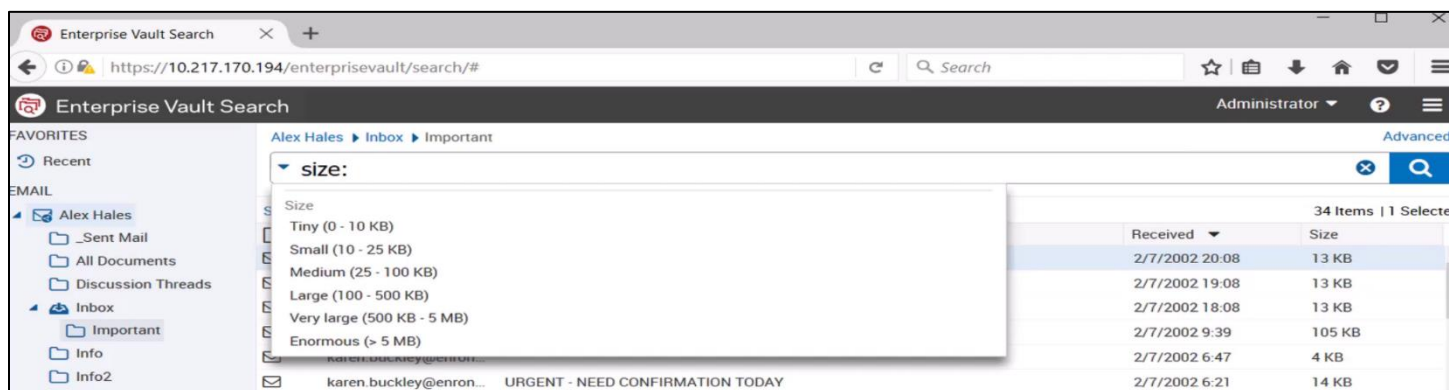 Enterprise Vault Search
https://10.217.170.194/enterprisevault/search/#
Search
Enterprise Vault Search
Administrator
?
FAVORITES
Recent
EMAIL
Alex Hales
_Sent Mail
All Documents
Discussion Threads
Inbox
Important
Info
Info2
Alex Hales Inbox Important
Advanced
size:
Size
Tiny (0 - 10 KB)
Small (10 - 25 KB)
Medium (25 - 100 KB)
Large (100 - 500 KB)
Very large (500 KB - 5 MB)
Enormous (> 5 MB)
34 Items | 1 Selecte
Received Size
2/7/2002 20:08 13 KB
2/7/2002 19:08 13 KB
2/7/2002 18:08 13 KB
2/7/2002 9:39 105 KB
karen.buckley@enron... 2/7/2002 6:47 4 KB
karen.buckley@enron... URGENT - NEED CONFIRMATION TODAY 2/7/2002 6:21 14 KB